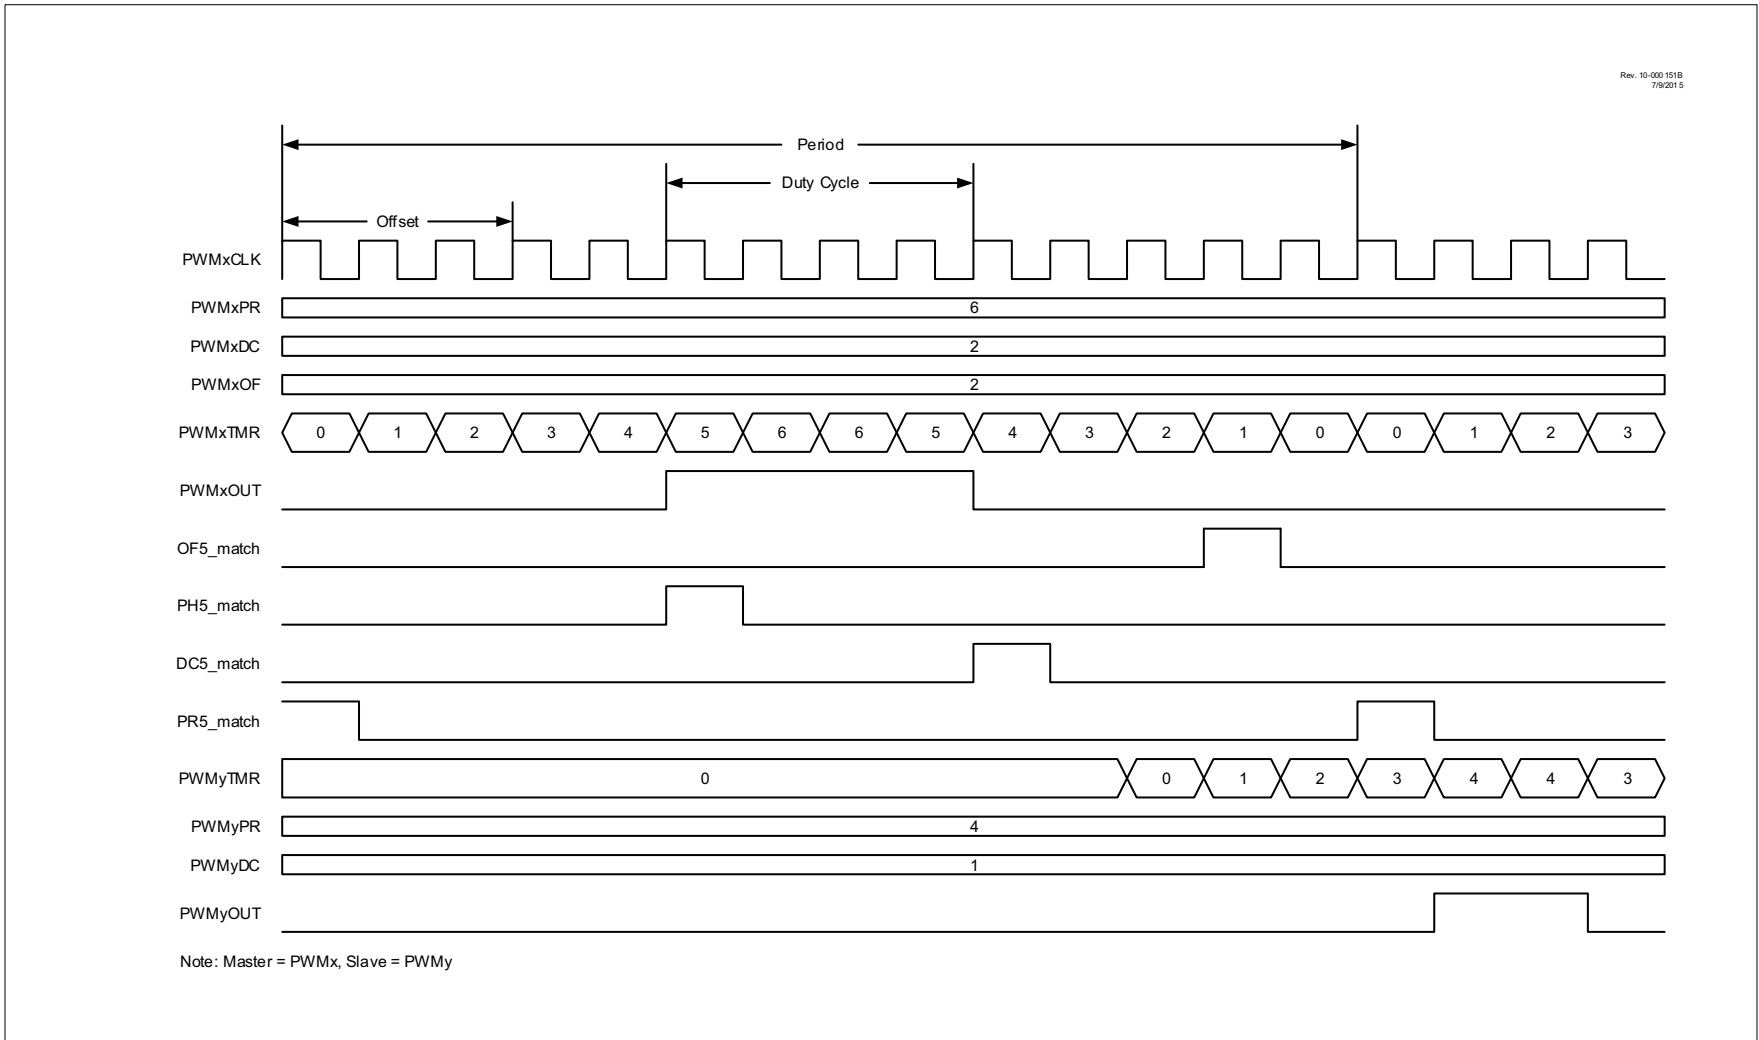 Rev. 10-000 151B
7/9/201 5
Period
Duty Cycle
Offset
PWMxCLK
PWMxPR
6
PWMxDC
2
PWMxOF
2
PWMxTMR
0 1 2 3 4 5 6 6 5 4 3 2 1 0 0 1 2 3
PWMxOUT
OF5_match
PH5_match
DC5_match
PR5_match
PWMyTMR
0 0 1 2 3 4 4 3
PWMyPR
4
PWMyDC
1
PWMyOUT
Note: Master = PWMx, Slave = PWMy